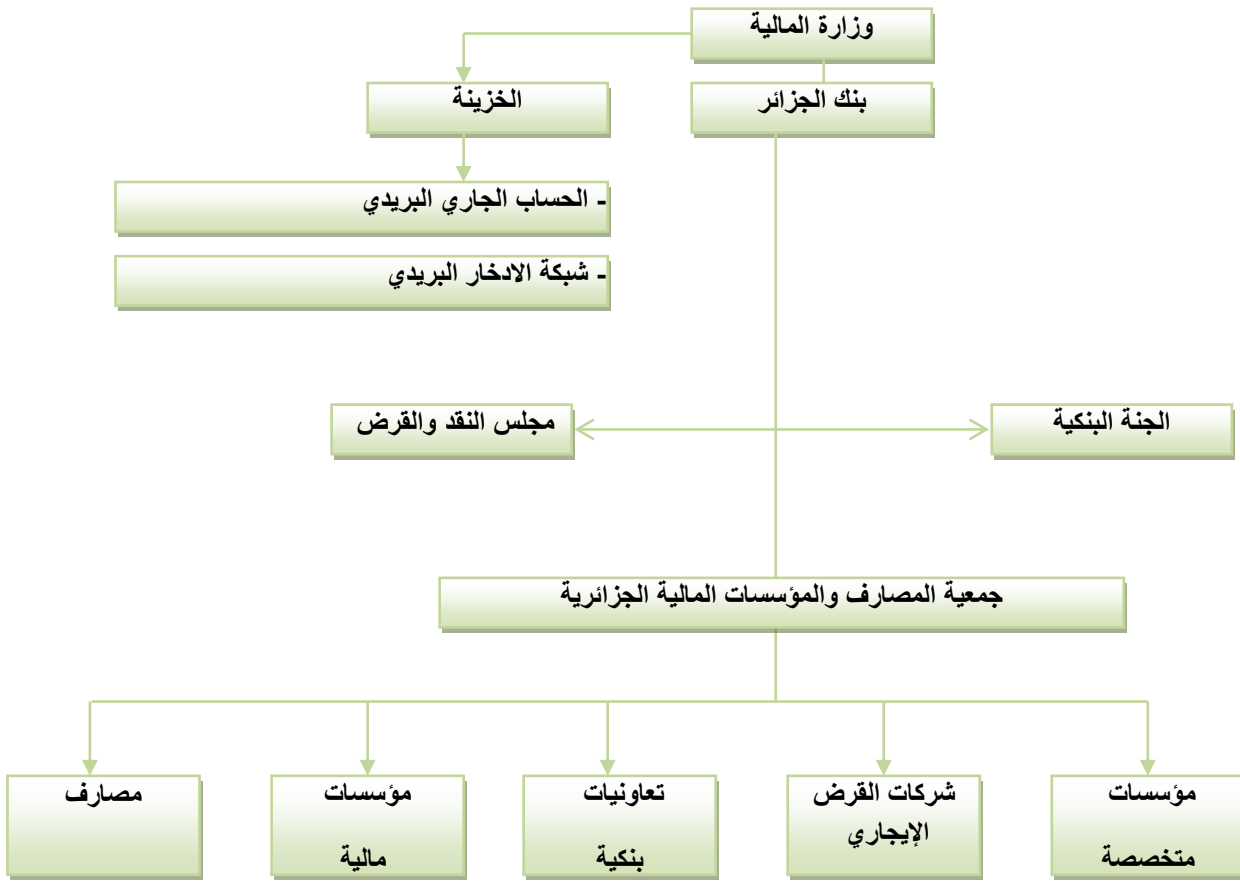 وزارة المالية
بنك الجزائر
الخزينة
- الحساب الجاري البريدي
- شبكة الادخار البريدي
الجنة البنكية
مجلس النقد والقرض
جمعية المصارف والمؤسسات المالية الجزائرية
مؤسسات
متخصصة
شركات القرض
الإيجاري
تعاونيات
بنكية
مؤسسات
مالية
مصارف